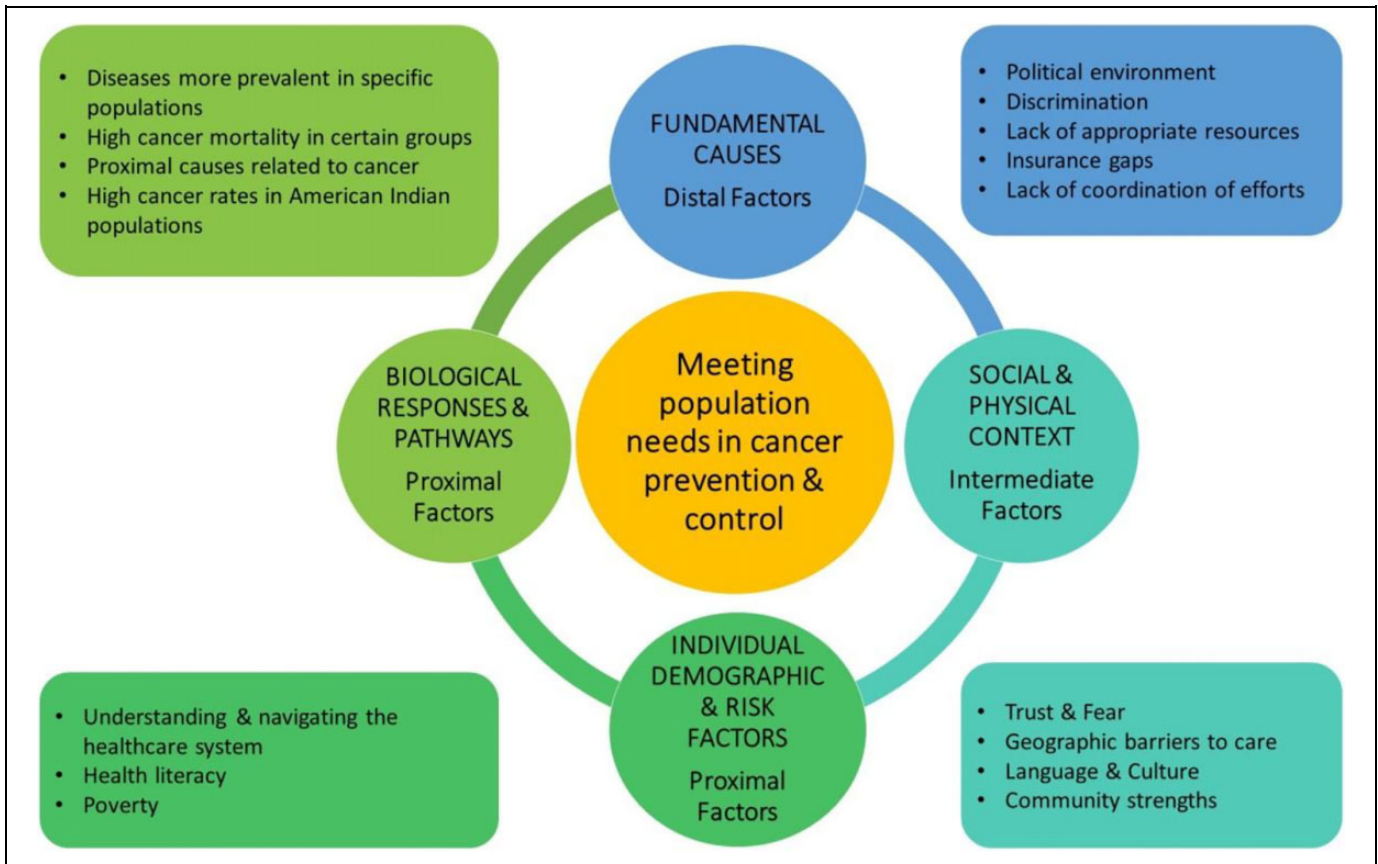 • Diseases more prevalent in specific
populations
• High cancer mortality in certain groups
• Proximal causes related to cancer
• High cancer rates in American Indian
populations
FUNDAMENTAL
CAUSES
Distal Factors
• Political environment
• Discrimination
• Lack of appropriate resources
• Insurance gaps
• Lack of coordination of efforts
BIOLOGICAL
RESPONSES &
PATHWAYS
Proximal
Factors
Meeting
population
needs in cancer
prevention &
control
SOCIAL &
PHYSICAL
CONTEXT
Intermediate
Factors
• Understanding & navigating the
healthcare system
• Health literacy
• Poverty
INDIVIDUAL
DEMOGRAPHIC
& RISK
FACTORS
Proximal
Factors
• Trust & Fear
• Geographic barriers to care
• Language & Culture
• Community strengths